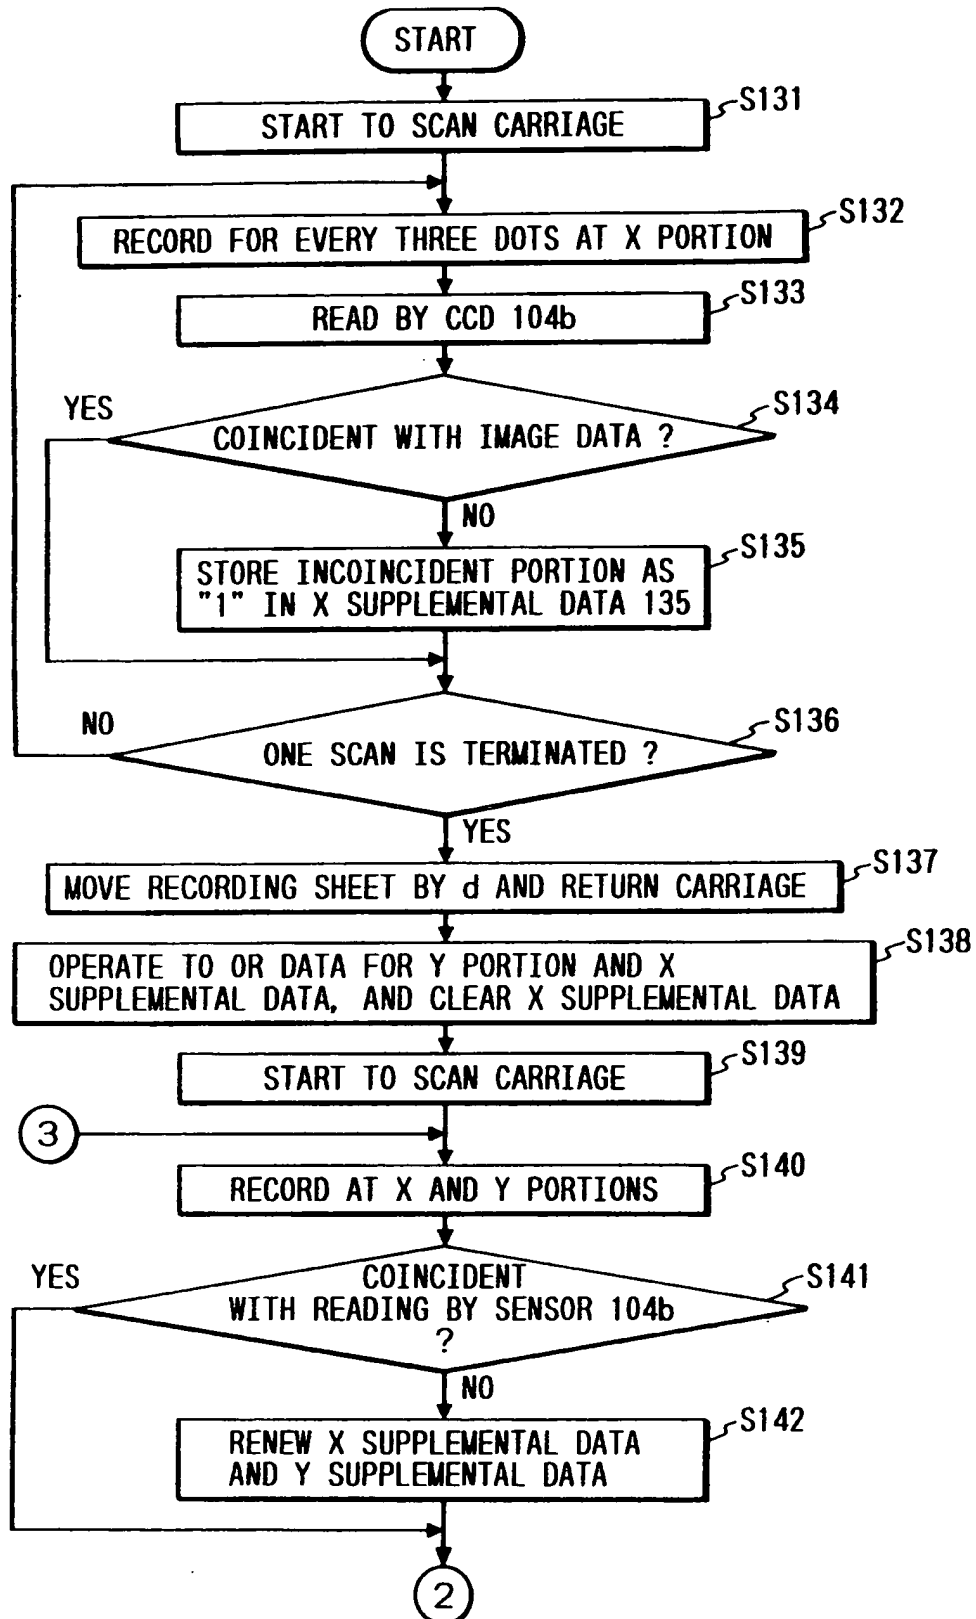 START
S131
START TO SCAN CARRIAGE
S132
RECORD FOR EVERY THREE DOTS AT X PORTION
S133
READ BY CCD 104b
S134
YES
COINCIDENT WITH IMAGE DATA ?
NO
S135
STORE INCOINCIDENT PORTION AS
"1" IN X SUPPLEMENTAL DATA 135
S136
NO
ONE SCAN IS TERMINATED ?
YES
S137
MOVE RECORDING SHEET BY d AND RETURN CARRIAGE
S138
OPERATE TO OR DATA FOR Y PORTION AND X
SUPPLEMENTAL DATA, AND CLEAR X SUPPLEMENTAL DATA
S139
START TO SCAN CARRIAGE
3
S140
RECORD AT X AND Y PORTIONS
S141
YES
COINCIDENT
WITH READING BY SENSOR 104b
?
NO
S142
RENEW X SUPPLEMENTAL DATA
AND Y SUPPLEMENTAL DATA
2